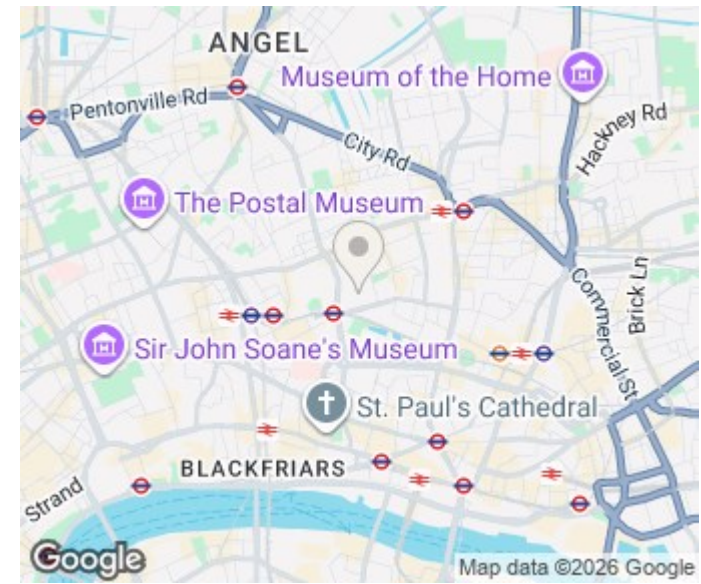 ANGEL
Museum of the Home
Pentonville Rd
Hackney Rd
City Rd
The Postal Museum
Brick Ln
Commercial St
Sir John Soane's Museum
St. Paul's Cathedral
BLACKFRIARS
Strand
Google
Map data ©2026 Google